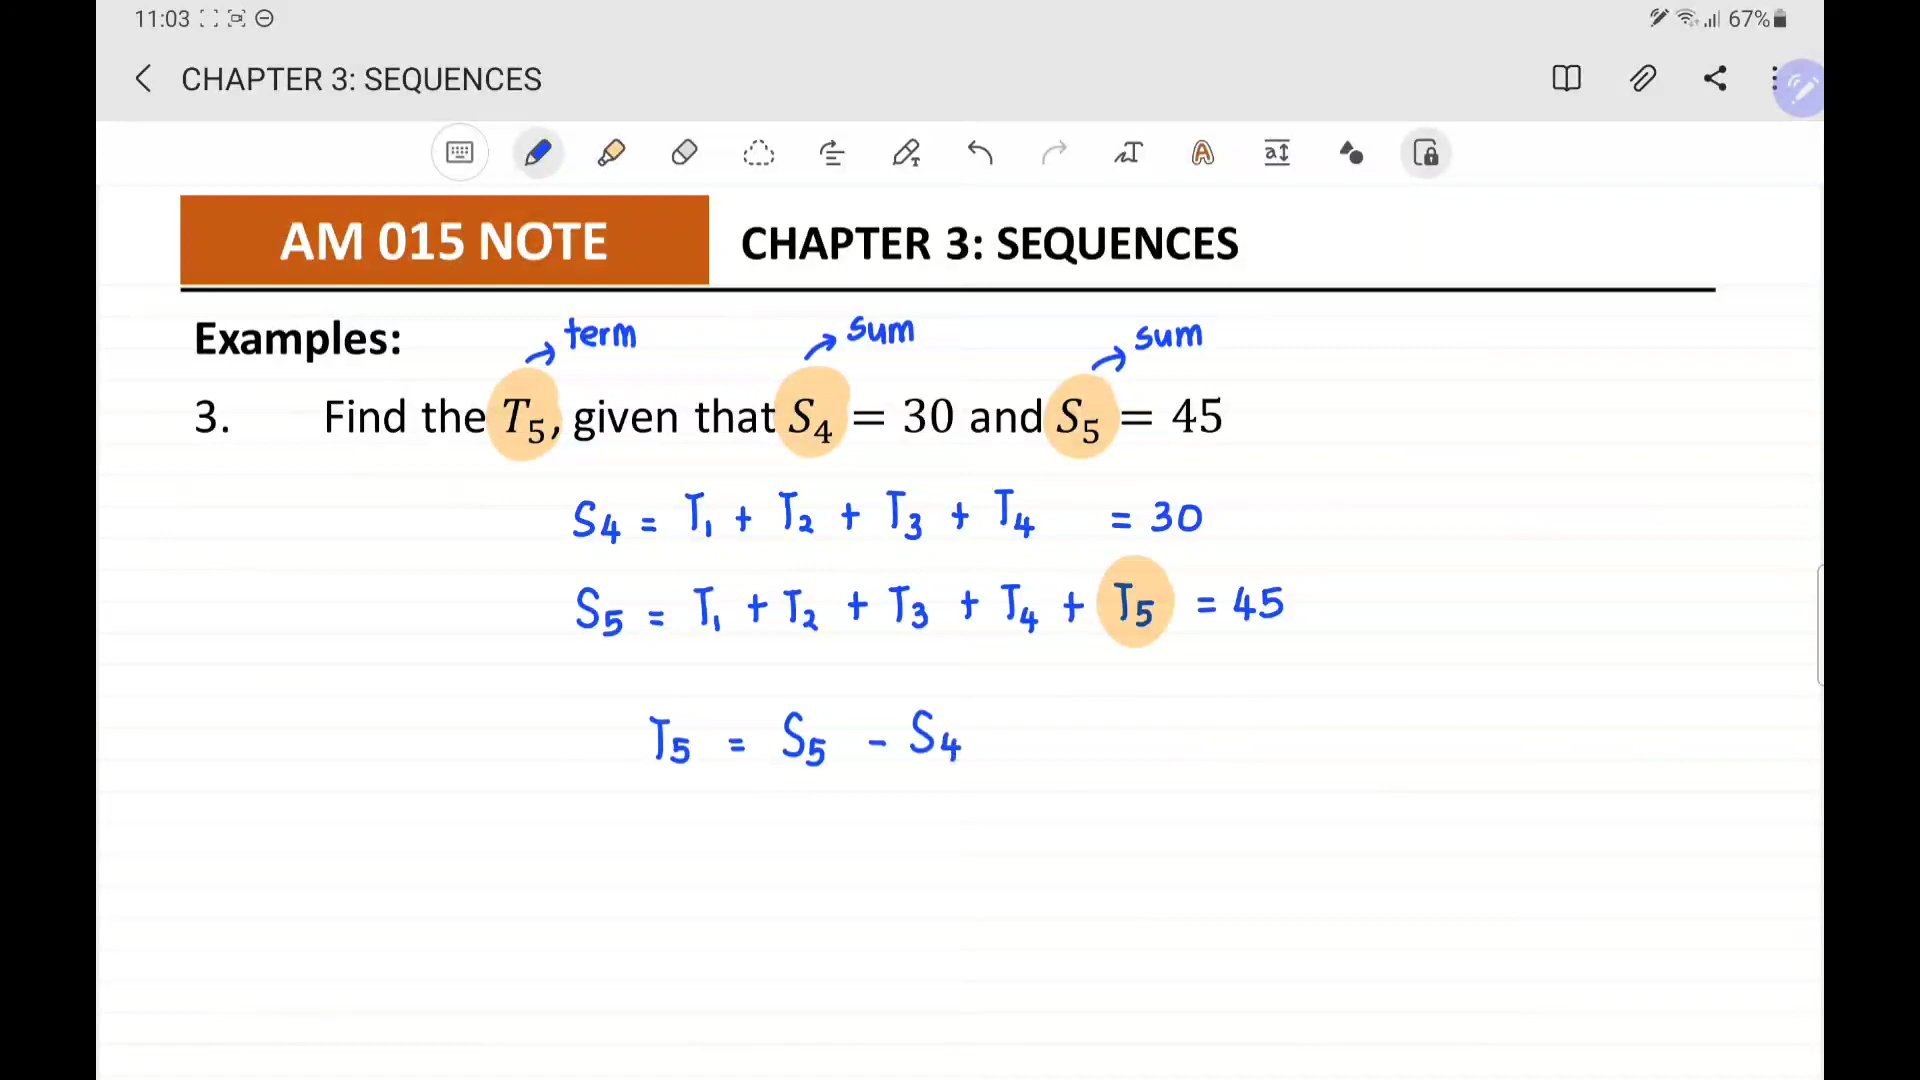 11:03 67%
CHAPTER 3: SEQUENCES
AM 015 NOTE CHAPTER 3: SEQUENCES
Examples: term sum sum
3. Find the T₅, given that S₄ = 30 and S₅ = 45
S₄ = T₁ + T₂ + T₃ + T₄ = 30
S₅ = T₁ + T₂ + T₃ + T₄ + T₅ = 45
T₅ = S₅ - S₄